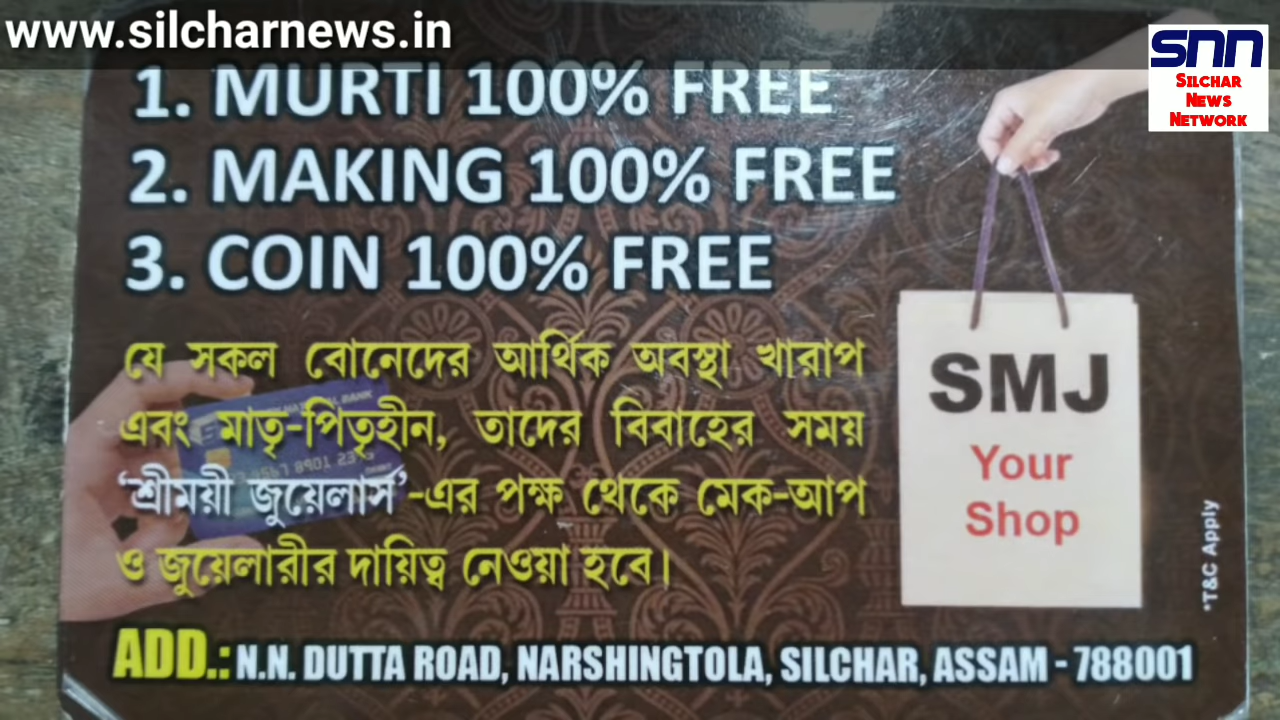 www.silcharnews.in
snn
SILCHAR
NEWS
NETWORK
1. MURTI 100% FREE
2. MAKING 100% FREE
3. COIN 100% FREE
যে সকল বোনেদের আর্থিক অবস্থা খারাপ
এবং মাতৃ-পিতৃহীন, তাদের বিবাহের সময়
‘শ্রীময়ী জুয়েলার্স’-এর পক্ষ থেকে মেক-আপ
ও জুয়েলারীর দায়িত্ব নেওয়া হবে।
SMJ
Your
Shop
*T&C Apply
ADD.: N.N. DUTTA ROAD, NARSHINGTOLA, SILCHAR, ASSAM - 788001